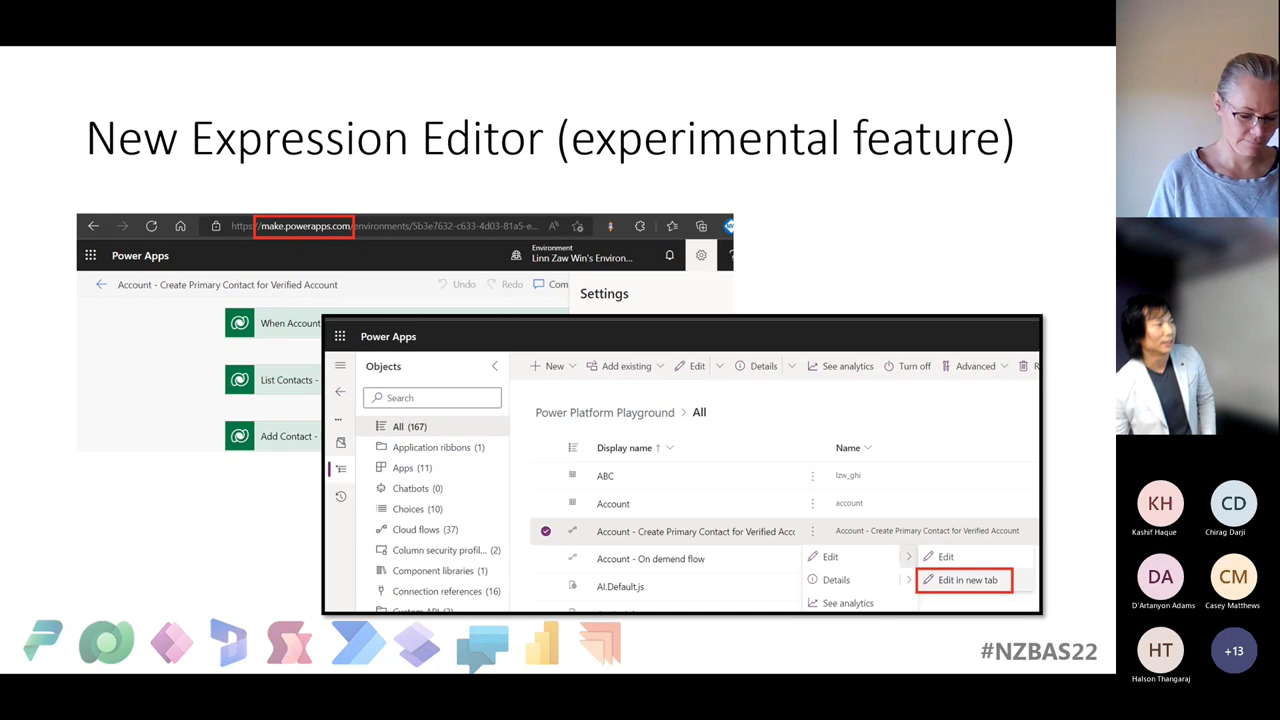 New Expression Editor (experimental feature)
https://make.powerapps.com/environments/5b3e7632-c633-4d03-81a5-e...
Power Apps
Environment
Linn Zaw Win's Environ...
Account - Create Primary Contact for Verified Account
Undo
Redo
Com
Settings
When Account
List Contacts -
Add Contact -
Power Apps
Objects
New
Add existing
Edit
Details
See analytics
Turn off
Advanced
R
Search
Power Platform Playground > All
All (167)
Application ribbons (1)
Apps (11)
Chatbots (0)
Choices (10)
Cloud flows (37)
Column security profil... (2)
Component libraries (1)
Connection references (16)
Display name ↑
Name
ABC
lzw_ghi
Account
account
Account - Create Primary Contact for Verified Acco
Account - Create Primary Contact for Verified Account
Account - On demand flow
AI.Default.js
Edit
Details
See analytics
Edit
Edit in new tab
#NZBAS22
KH
Kashif Haque
CD
Chirag Darji
DA
D'Artanyon Adams
CM
Casey Matthews
HT
Halson Thangaraj
+13